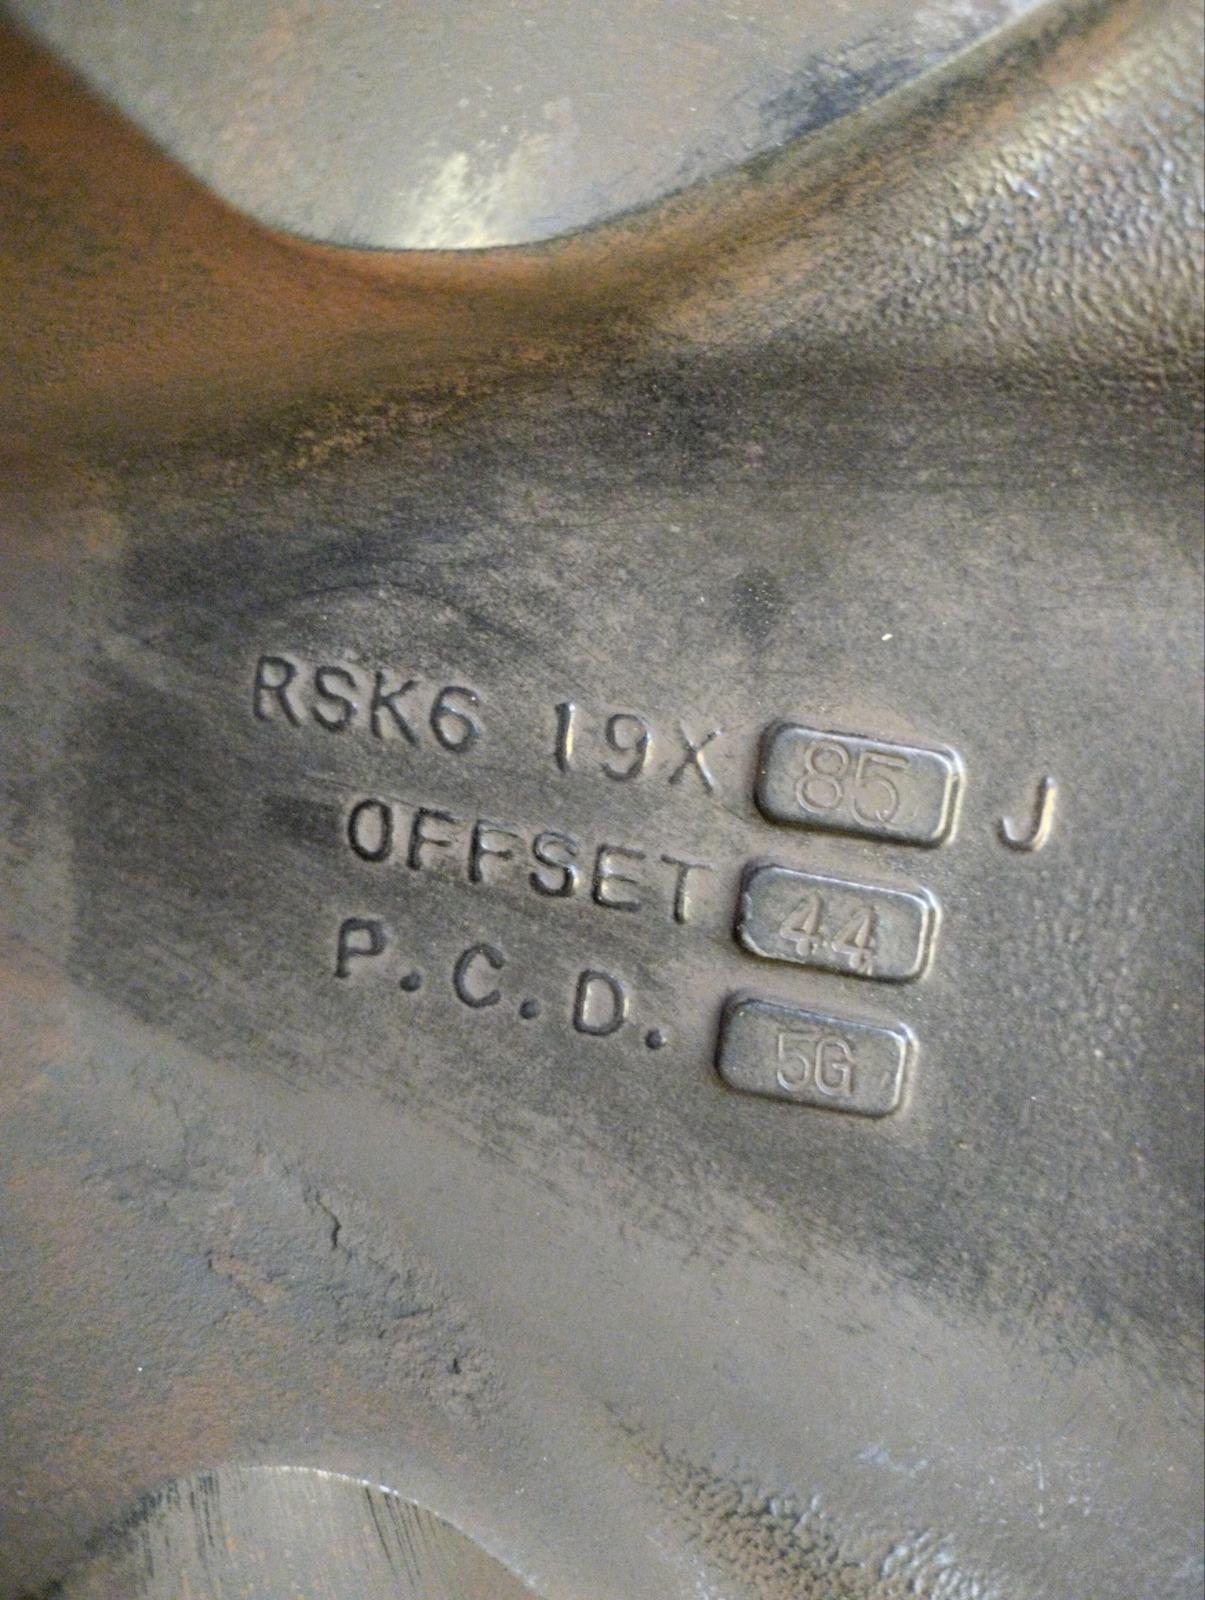 RSK6 19X 85 J
OFFSET 44
P.C.D. 5G